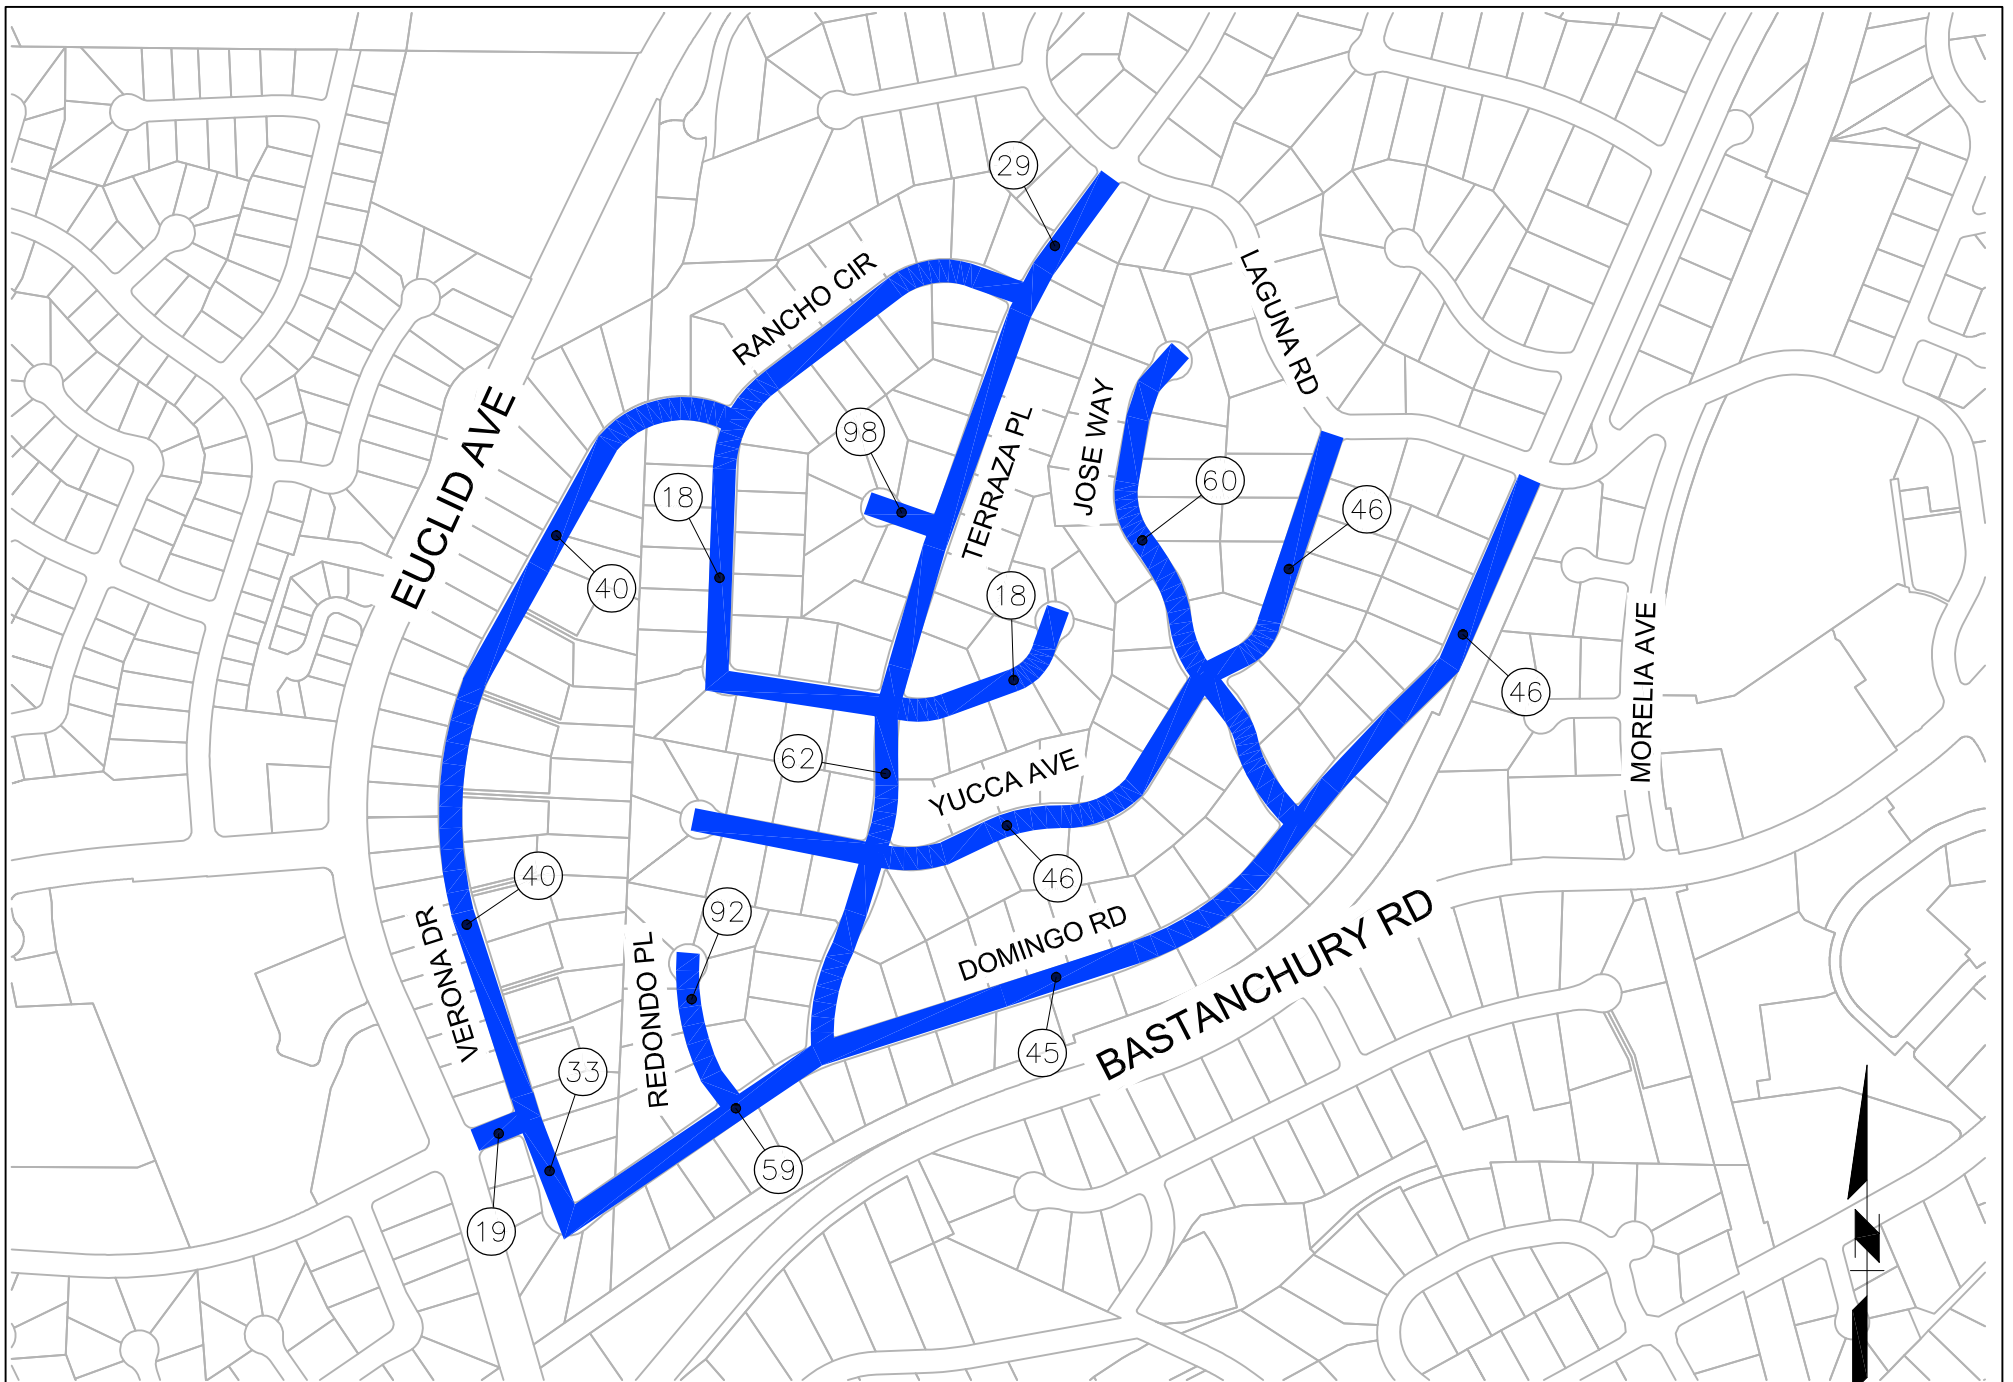 29
RANCHO CIR
LAGUNA RD
EUCLID AVE
98
TERRAZA PL
JOSE WAY
60
18
46
40
18
MORELIA AVE
46
62
YUCCA AVE
40
46
92
VERONA DR
REDONDO PL
DOMINGO RD
BASTANCHURY RD
45
33
59
19
N